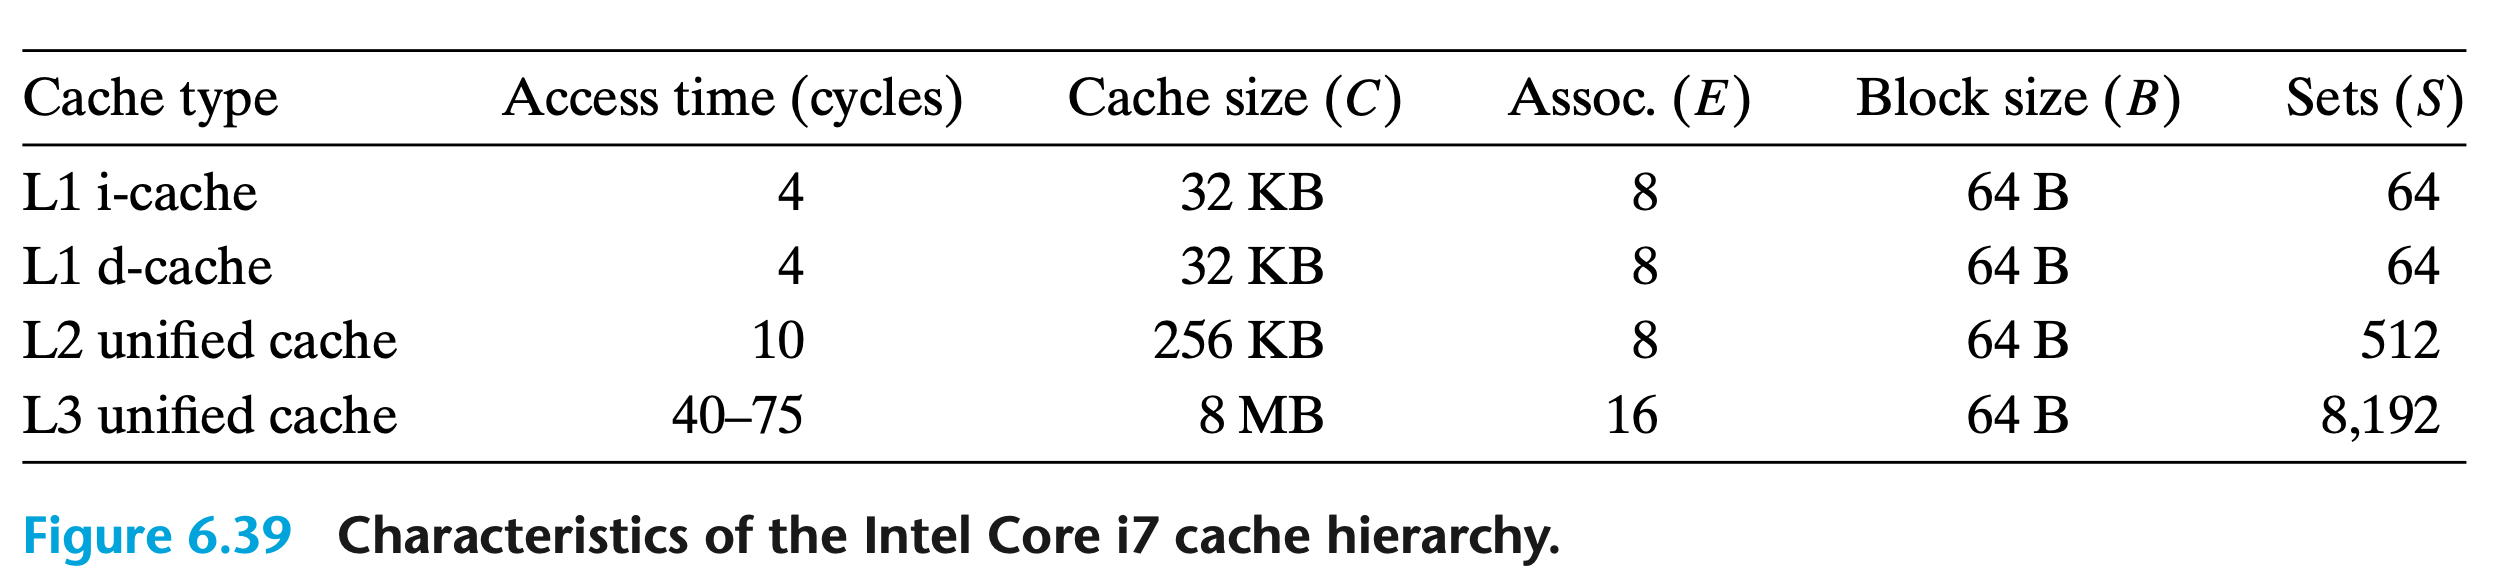 Cache type Access time (cycles) Cache size (C) Assoc. (E) Block size (B) Sets (S)
L1 i-cache 4 32 KB 8 64 B 64
L1 d-cache 4 32 KB 8 64 B 64
L2 unified cache 10 256 KB 8 64 B 512
L3 unified cache 40–75 8 MB 16 64 B 8,192
Figure 6.39 Characteristics of the Intel Core i7 cache hierarchy.